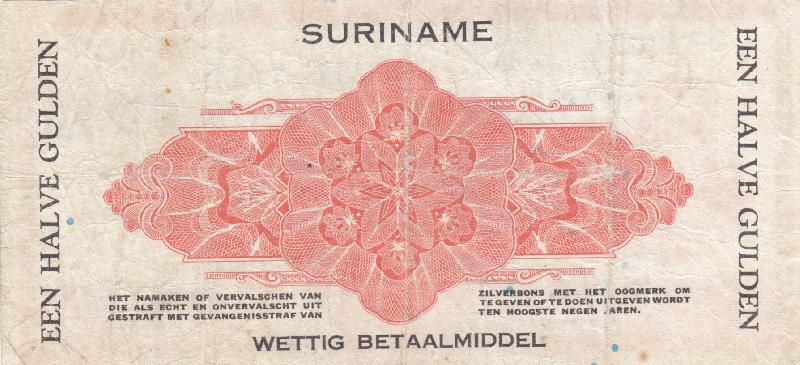 SURINAME
EEN HALVE GULDEN
EEN HALVE GULDEN
HET NAMAKEN OF VERVALSCHEN VAN
DIE ALS ECHT EN ONVERVALSCHT UIT
GESTRAFT MET GEVANGENISSTRAF VAN
ZILVERBONS MET HET OOGMERK OM
TE GEVEN OF TE DOEN UITGEVEN WORDT
TEN HOOGSTE NEGEN .AREN.
WETTIG BETAALMIDDEL